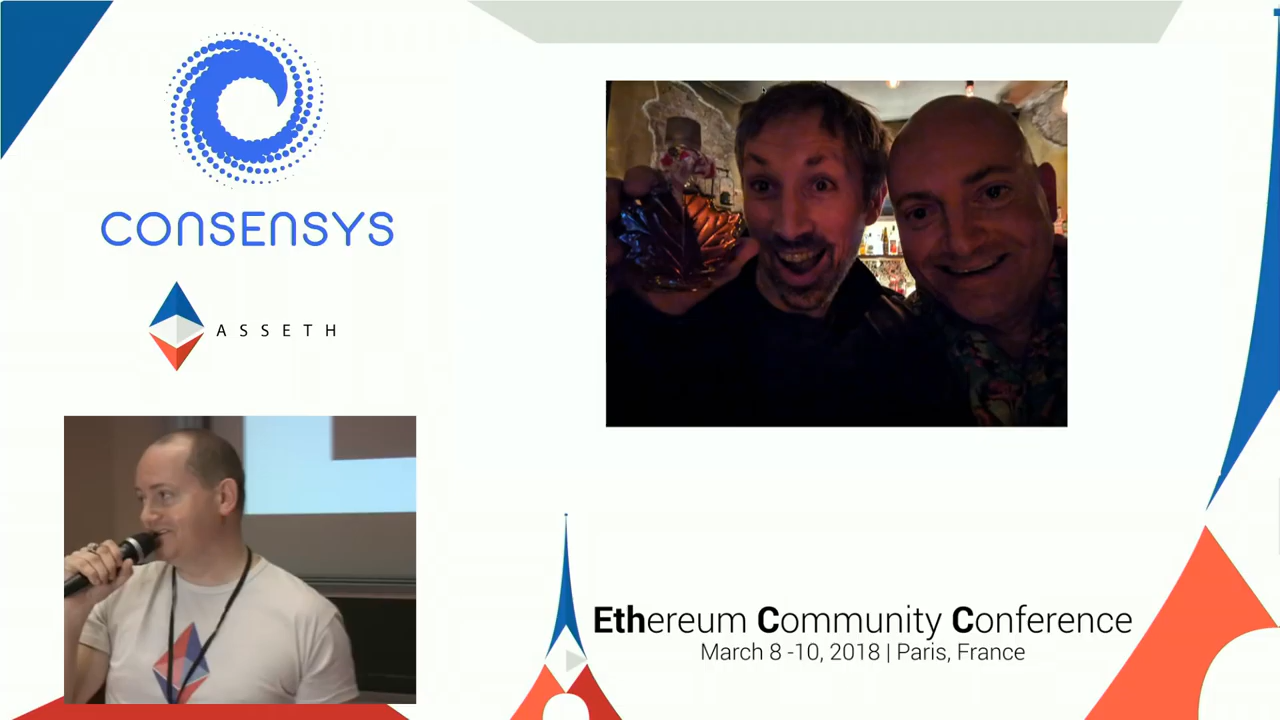 CONSENSYS
ASSETH
Ethereum Community Conference
March 8 -10, 2018 | Paris, France